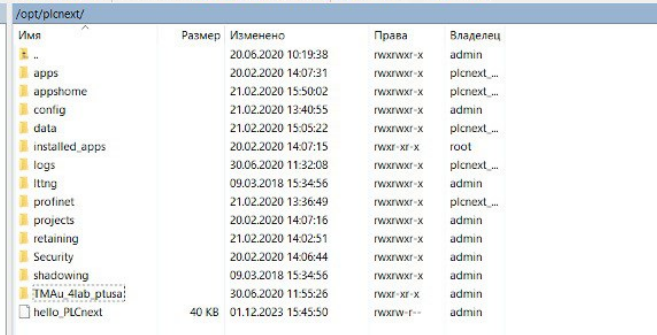 /opt/plcnext/
Имя Размер Изменено Права Владелец
.. 20.06.2020 10:19:38 rwxrwxr-x admin
apps 20.02.2020 14:07:31 rwxrwxr-x plcnext_...
appshome 21.02.2020 15:50:02 rwxrwxr-x plcnext_...
config 21.02.2020 13:40:55 rwxrwxr-x admin
data 21.02.2020 15:05:22 rwxrwxr-x plcnext_...
installed_apps 20.02.2020 14:07:15 rwxr-xr-x root
logs 30.06.2020 11:32:08 rwxrwxr-x plcnext_...
lttng 09.03.2018 15:34:56 rwxrwxr-x admin
profinet 21.02.2020 13:36:49 rwxrwxr-x plcnext_...
projects 20.02.2020 14:07:16 rwxrwxr-x admin
retaining 21.02.2020 14:02:51 rwxrwxr-x admin
Security 20.02.2020 14:06:44 rwxrwxr-x admin
shadowing 09.03.2018 15:34:56 rwxrwxr-x admin
TMAu_4lab_ptusa 30.06.2020 11:55:26 rwxr-xr-x admin
hello_PLCnext 40 KB 01.12.2023 15:45:50 rwxrw-r-- admin